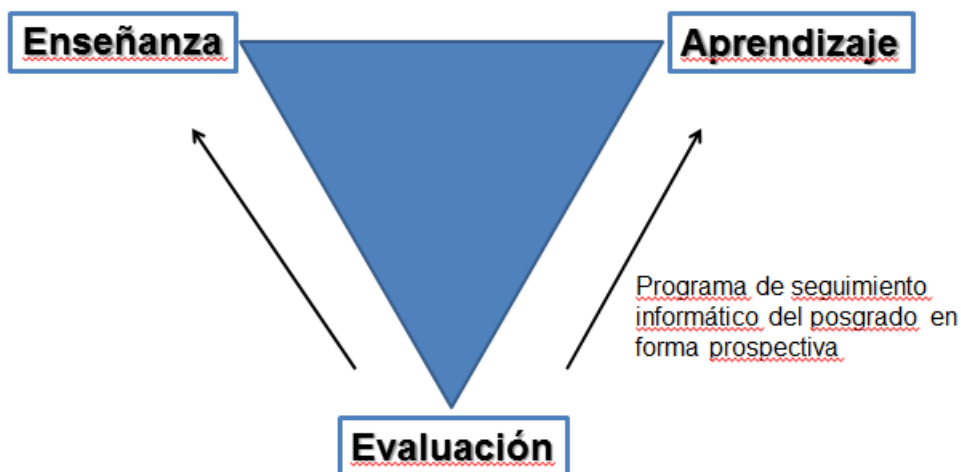 Enseñanza
Aprendizaje
Programa de seguimiento
informático del posgrado en
forma prospectiva
Evaluación